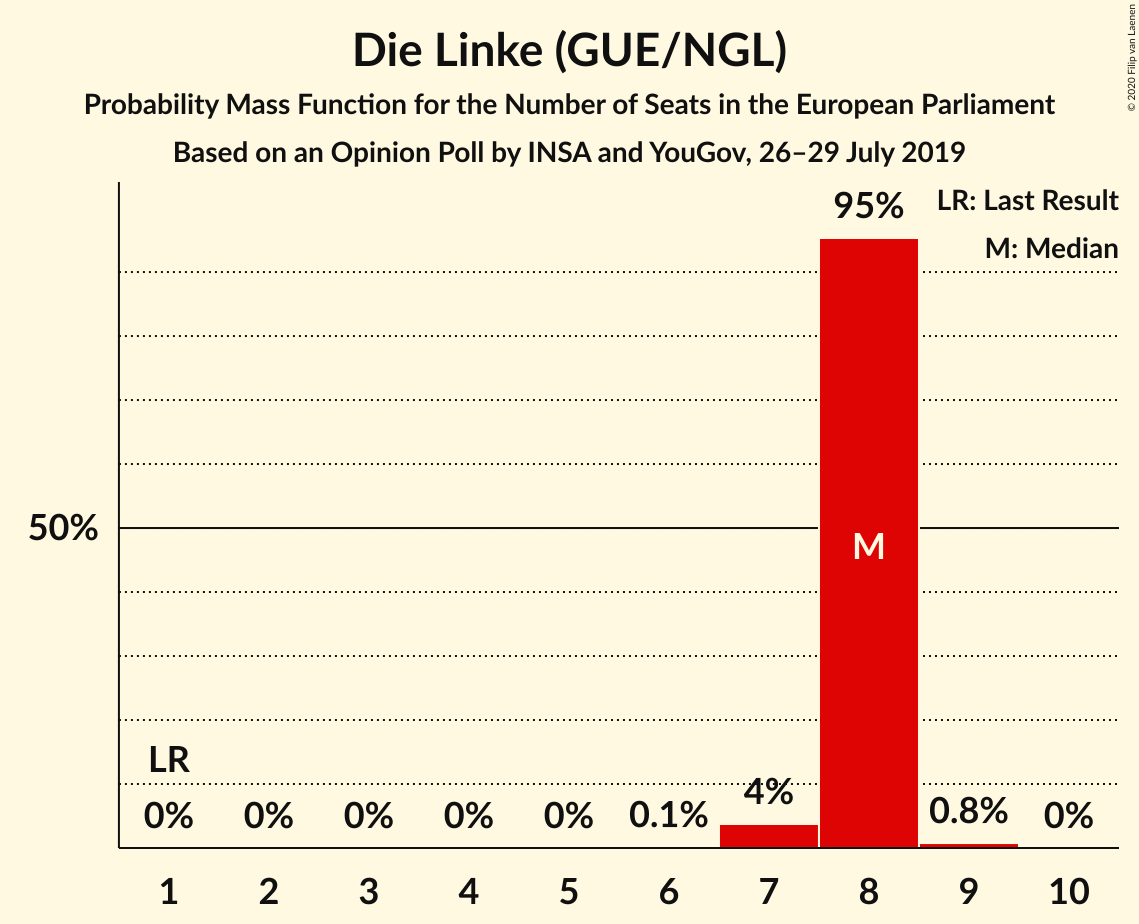 Die Linke (GUE/NGL)
Probability Mass Function for the Number of Seats in the European Parliament
Based on an Opinion Poll by INSA and YouGov, 26–29 July 2019
© 2020 Filip van Laenen
LR: Last Result
M: Median
95%
50%
M
LR
0%
0%
0%
0%
0%
0.1%
4%
0.8%
0%
1
2
3
4
5
6
7
8
9
10